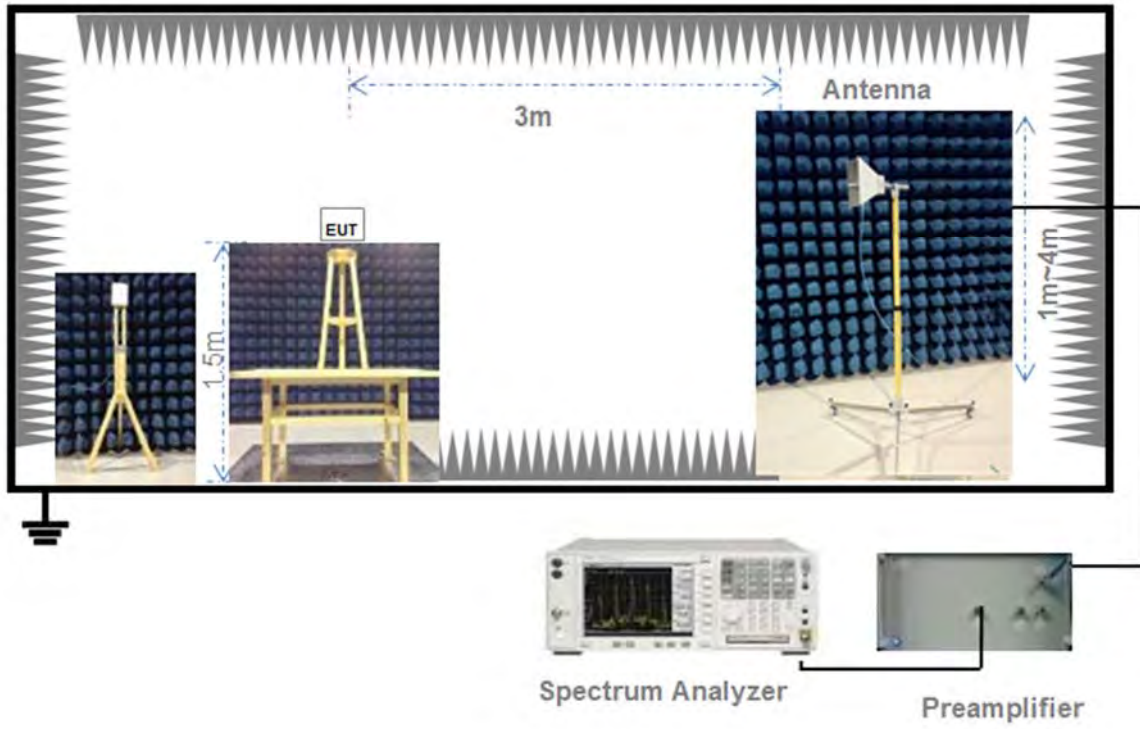 Antenna
3m
EUT
1.5m
1m~4m
Spectrum Analyzer
Preamplifier